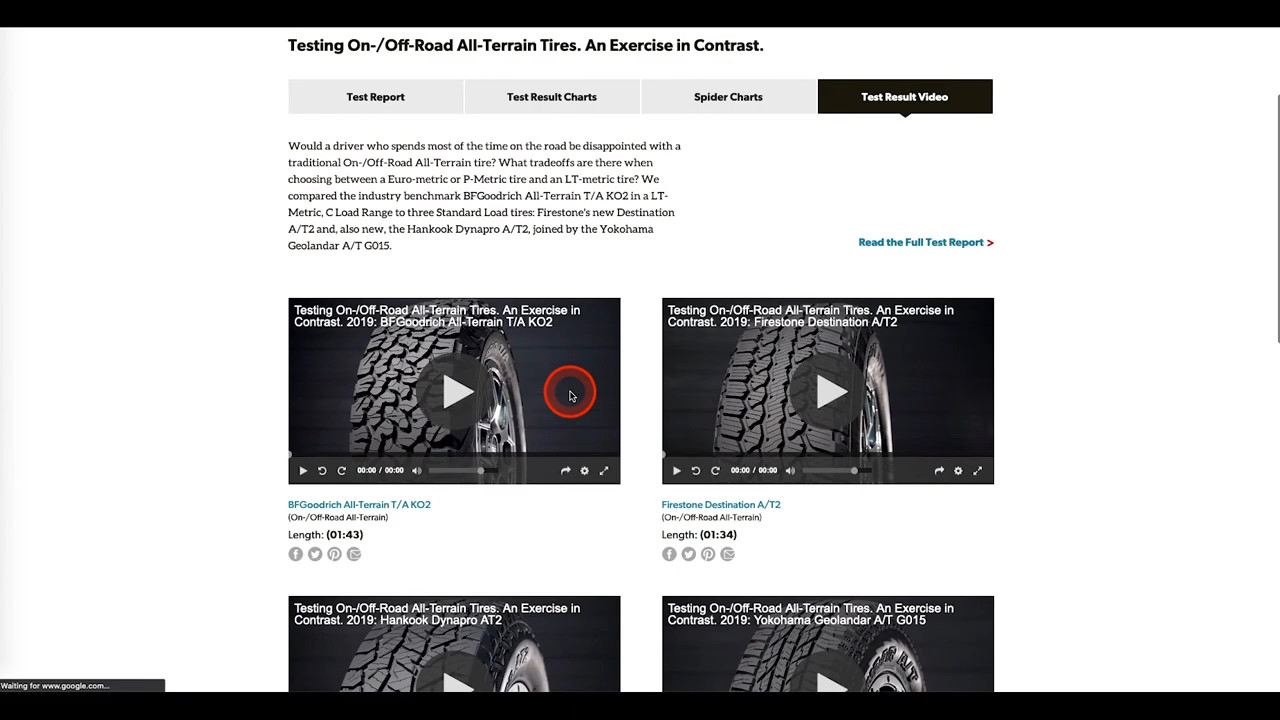 Testing On-/Off-Road All-Terrain Tires. An Exercise in Contrast.
Test Report
Test Result Charts
Spider Charts
Test Result Video
Would a driver who spends most of the time on the road be disappointed with a
traditional On-/Off-Road All-Terrain tire? What tradeoffs are there when
choosing between a Euro-metric or P-Metric tire and an LT-metric tire? We
compared the industry benchmark BFGoodrich All-Terrain T/A KO2 in a LT-
Metric, C Load Range to three Standard Load tires: Firestone's new Destination
A/T2 and, also new, the Hankook Dynapro A/T2, joined by the Yokohama
Geolandar A/T G015.
Read the Full Test Report >
Testing On-/Off-Road All-Terrain Tires. An Exercise in
Contrast. 2019: BFGoodrich All-Terrain T/A KO2
00:00 / 00:00
BFGoodrich All-Terrain T/A KO2
(On-/Off-Road All-Terrain)
Length: (01:43)
Testing On-/Off-Road All-Terrain Tires. An Exercise in
Contrast. 2019: Firestone Destination A/T2
00:00 / 00:00
Firestone Destination A/T2
(On-/Off-Road All-Terrain)
Length: (01:34)
Testing On-/Off-Road All-Terrain Tires. An Exercise in
Contrast. 2019: Hankook Dynapro AT2
Testing On-/Off-Road All-Terrain Tires. An Exercise in
Contrast. 2019: Yokohama Geolandar A/T G015
Waiting for www.google.com...